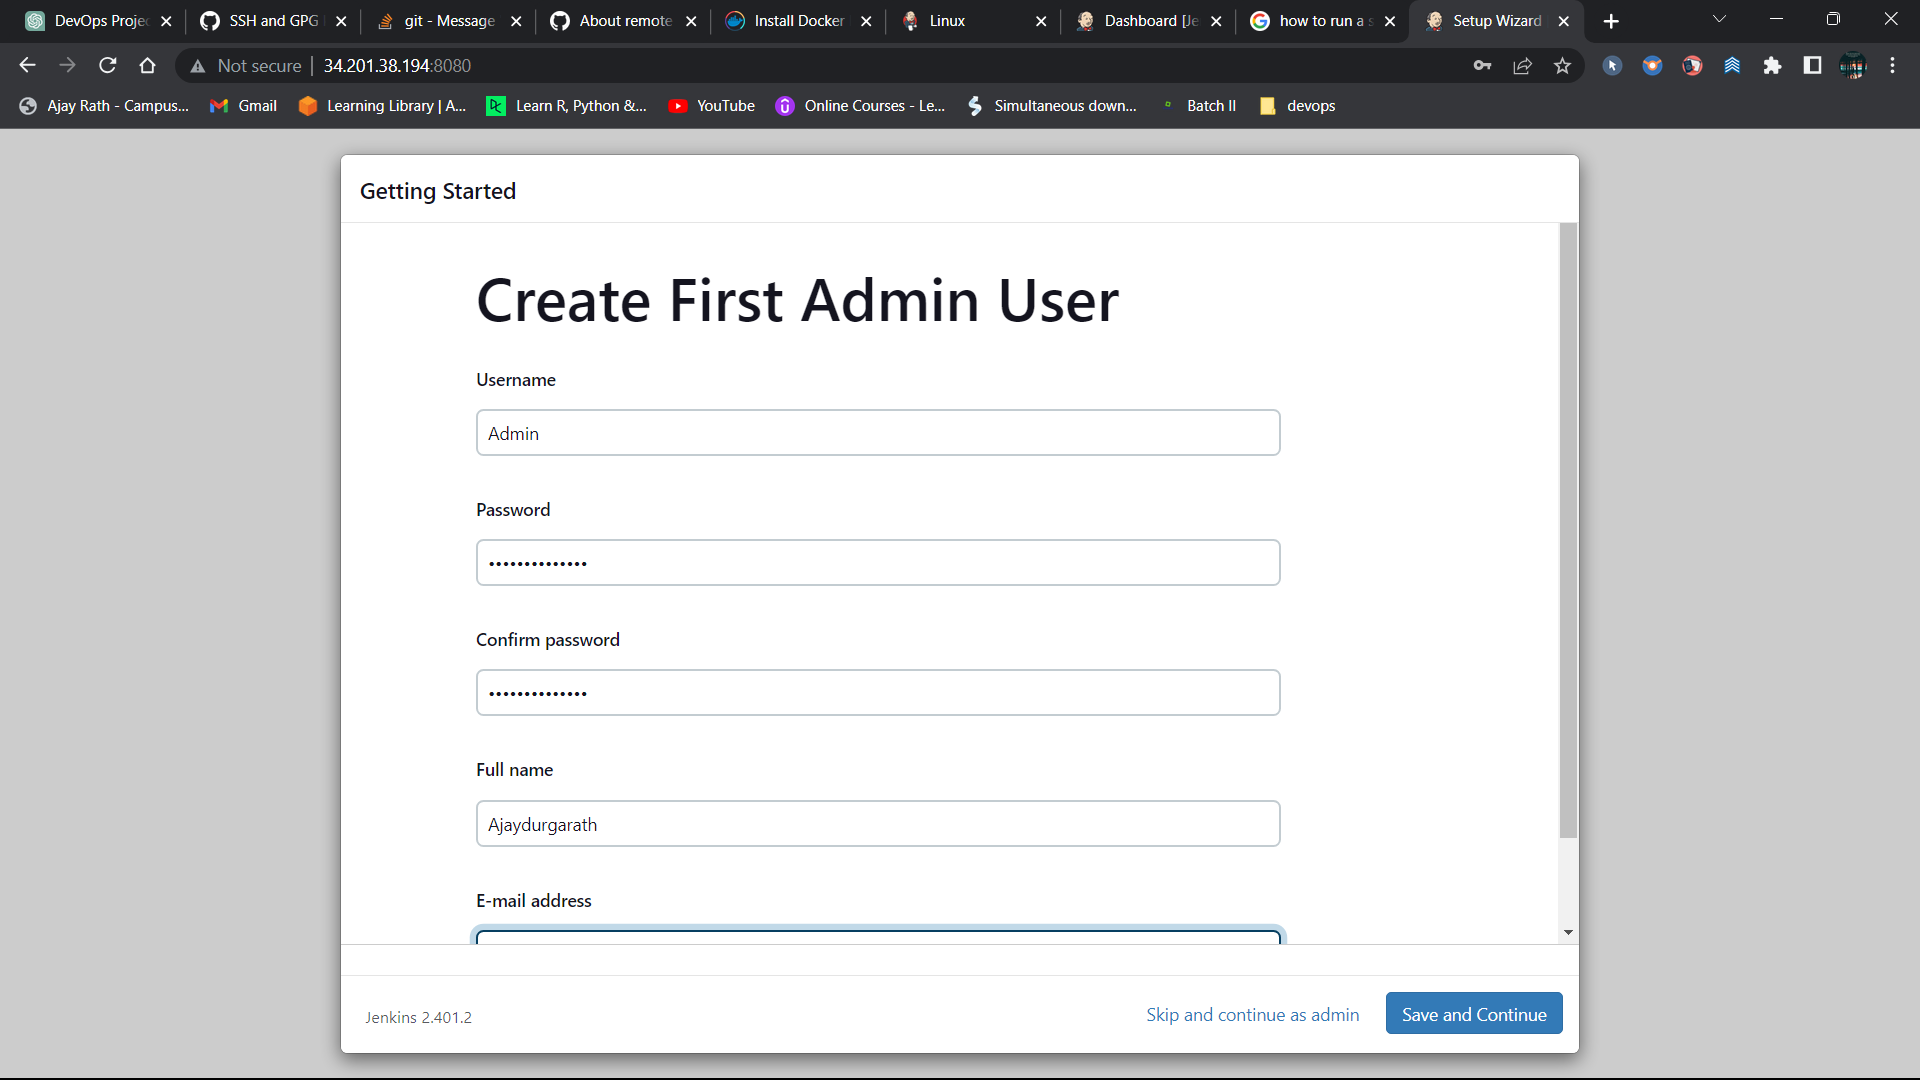 DevOps Projec
SSH and GPG
git - Message
About remote
Install Docker
Linux
Dashboard [Je
how to run a s
Setup Wizard
Not secure
34.201.38.194:8080
Ajay Rath - Campus...
Gmail
Learning Library | A...
Learn R, Python &...
YouTube
Online Courses - Le...
Simultaneous down...
Batch II
devops
Getting Started
Create First Admin User
Username
Admin
Password
••••••••••••••
Confirm password
••••••••••••••
Full name
Ajaydurgarath
E-mail address
Jenkins 2.401.2
Skip and continue as admin
Save and Continue